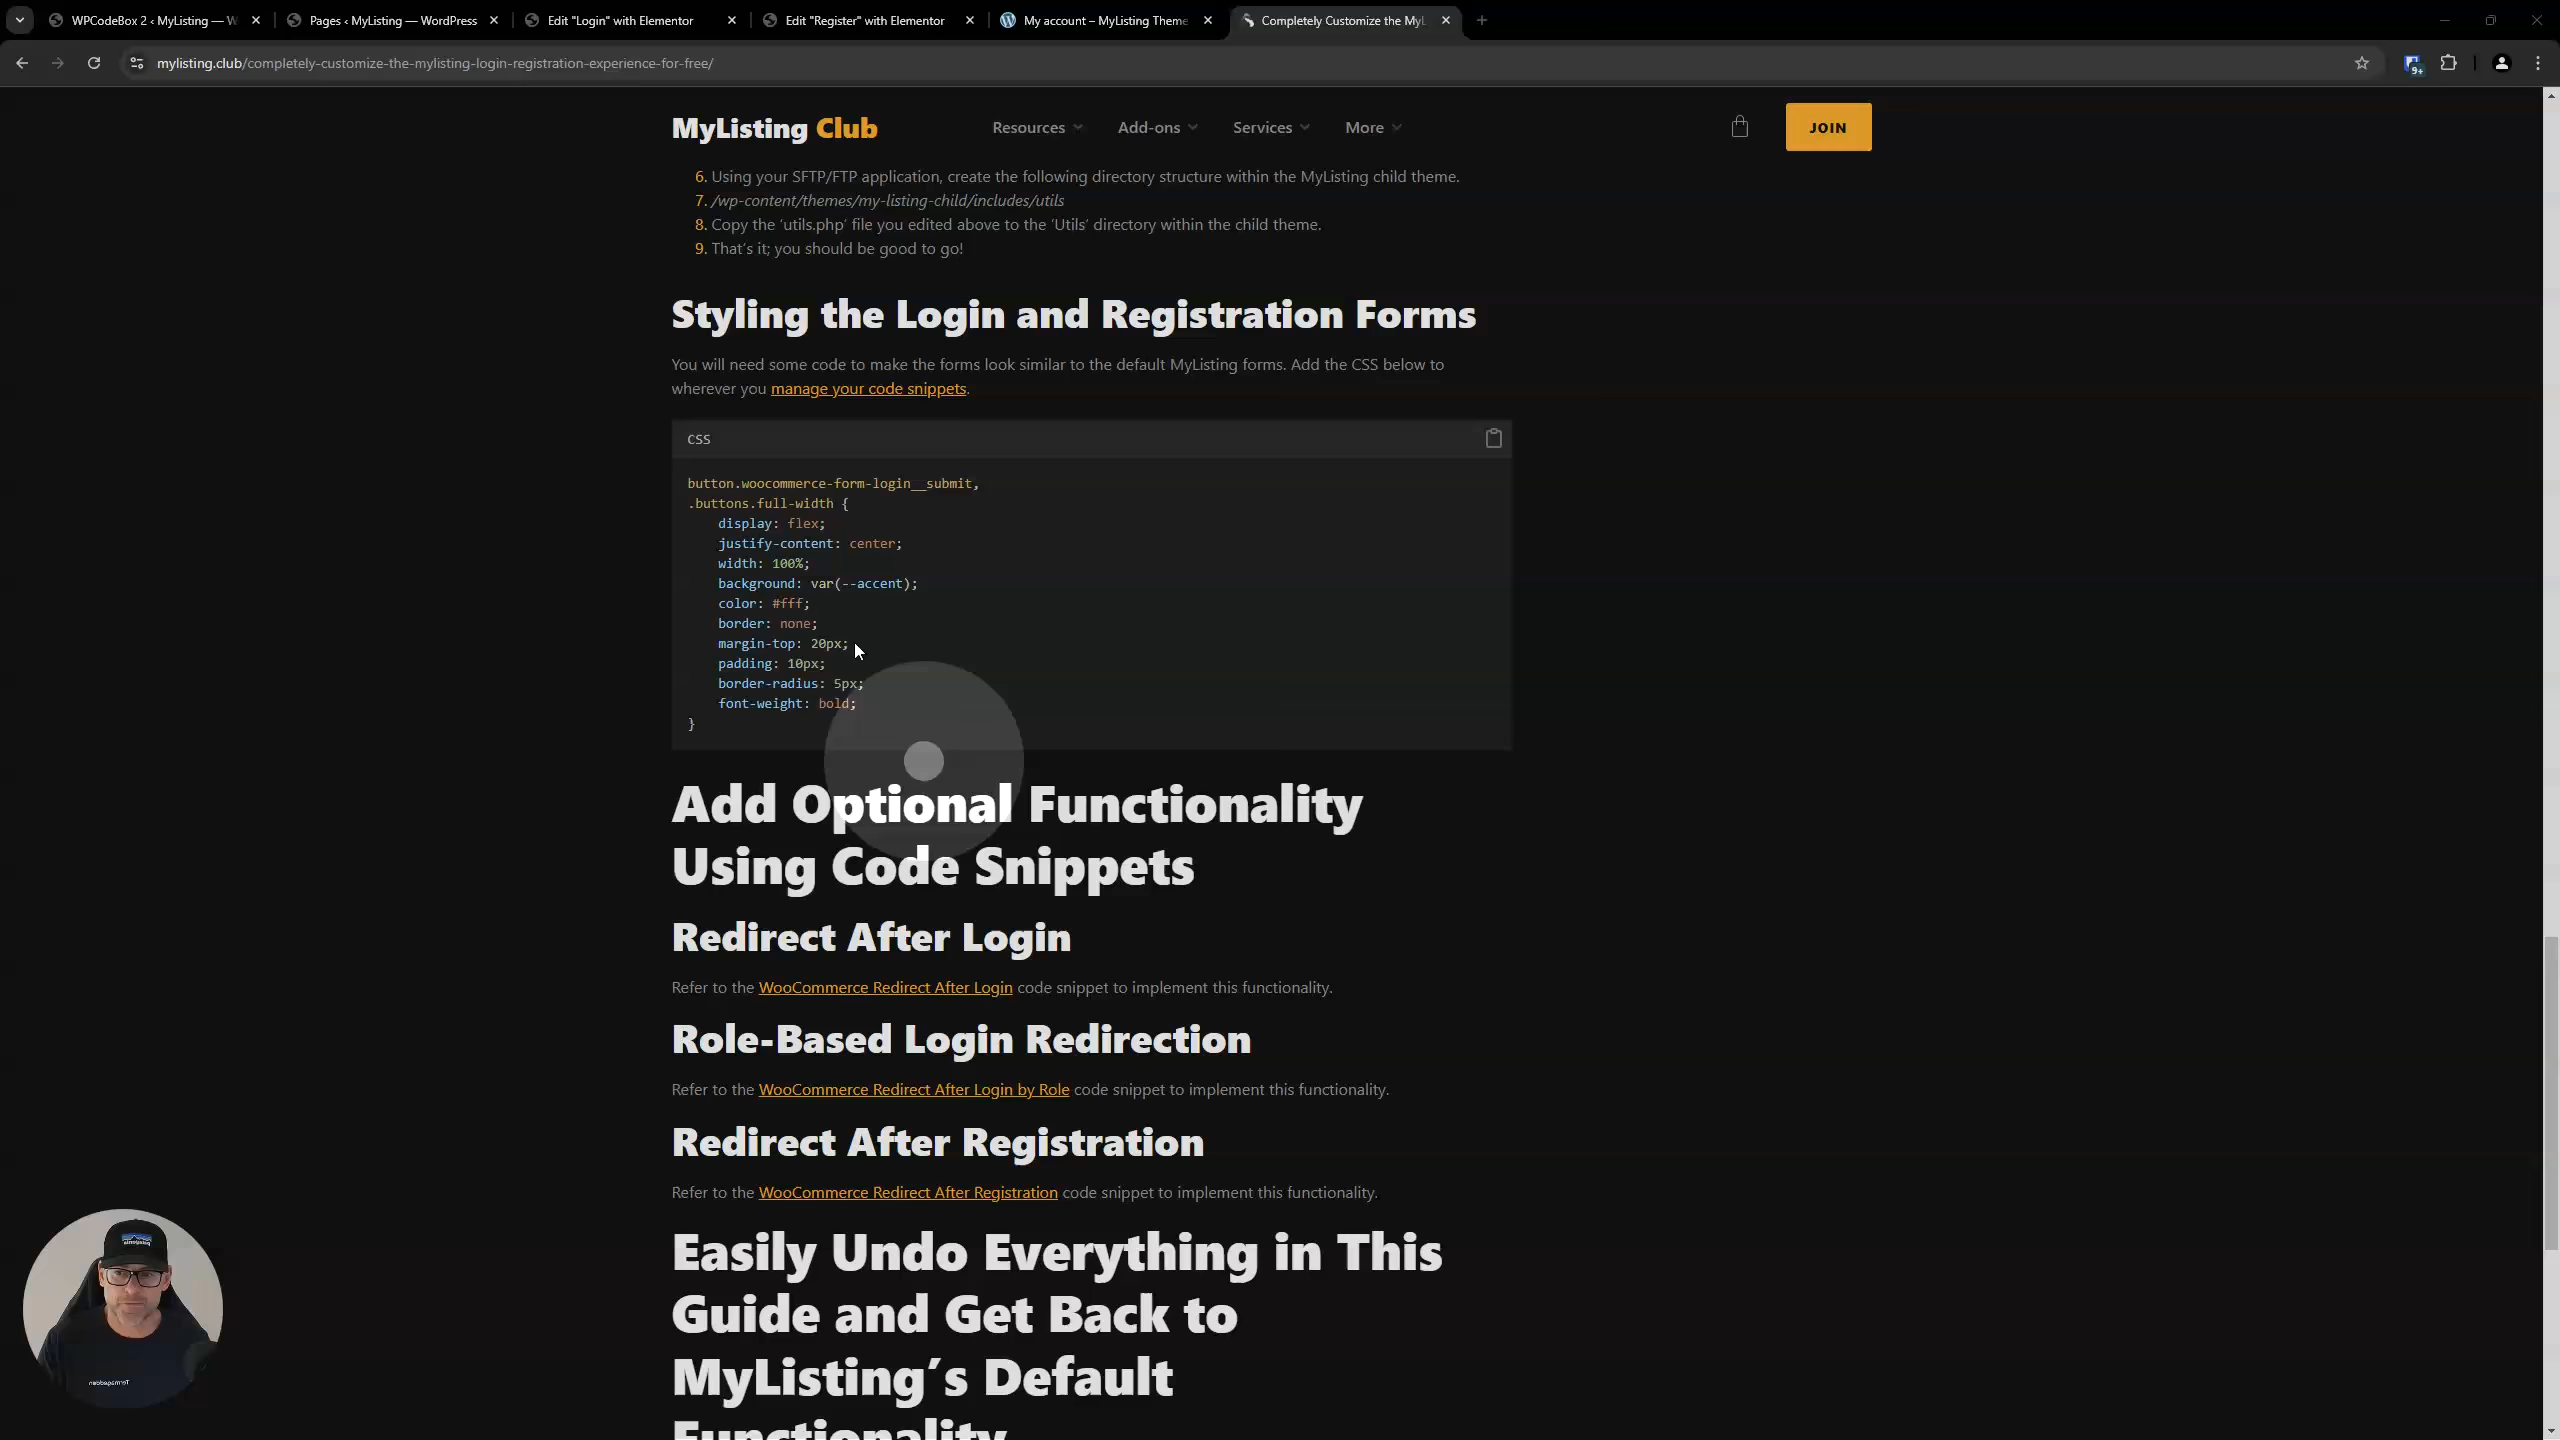 WPCodeBox 2 ‹ MyListing — W
Pages ‹ MyListing — WordPress
Edit "Login" with Elementor
Edit "Register" with Elementor
My account – MyListing Theme
Completely Customize the MyL
mylisting.club/completely-customize-the-mylisting-login-registration-experience-for-free/
9+
MyListing Club
Resources
Add-ons
Services
More
JOIN
6. Using your SFTP/FTP application, create the following directory structure within the MyListing child theme.
7. /wp-content/themes/my-listing-child/includes/utils
8. Copy the ‘utils.php’ file you edited above to the ‘Utils’ directory within the child theme.
9. That’s it; you should be good to go!
Styling the Login and Registration Forms
You will need some code to make the forms look similar to the default MyListing forms. Add the CSS below to
wherever you manage your code snippets.
CSS
button.woocommerce-form-login__submit,
.buttons.full-width {
display: flex;
justify-content: center;
width: 100%;
background: var(--accent);
color: #fff;
border: none;
margin-top: 20px;
padding: 10px;
border-radius: 5px;
font-weight: bold;
}
Add Optional Functionality
Using Code Snippets
Redirect After Login
Refer to the WooCommerce Redirect After Login code snippet to implement this functionality.
Role-Based Login Redirection
Refer to the WooCommerce Redirect After Login by Role code snippet to implement this functionality.
Redirect After Registration
Refer to the WooCommerce Redirect After Registration code snippet to implement this functionality.
Easily Undo Everything in This
Guide and Get Back to
MyListing’s Default
Functionality